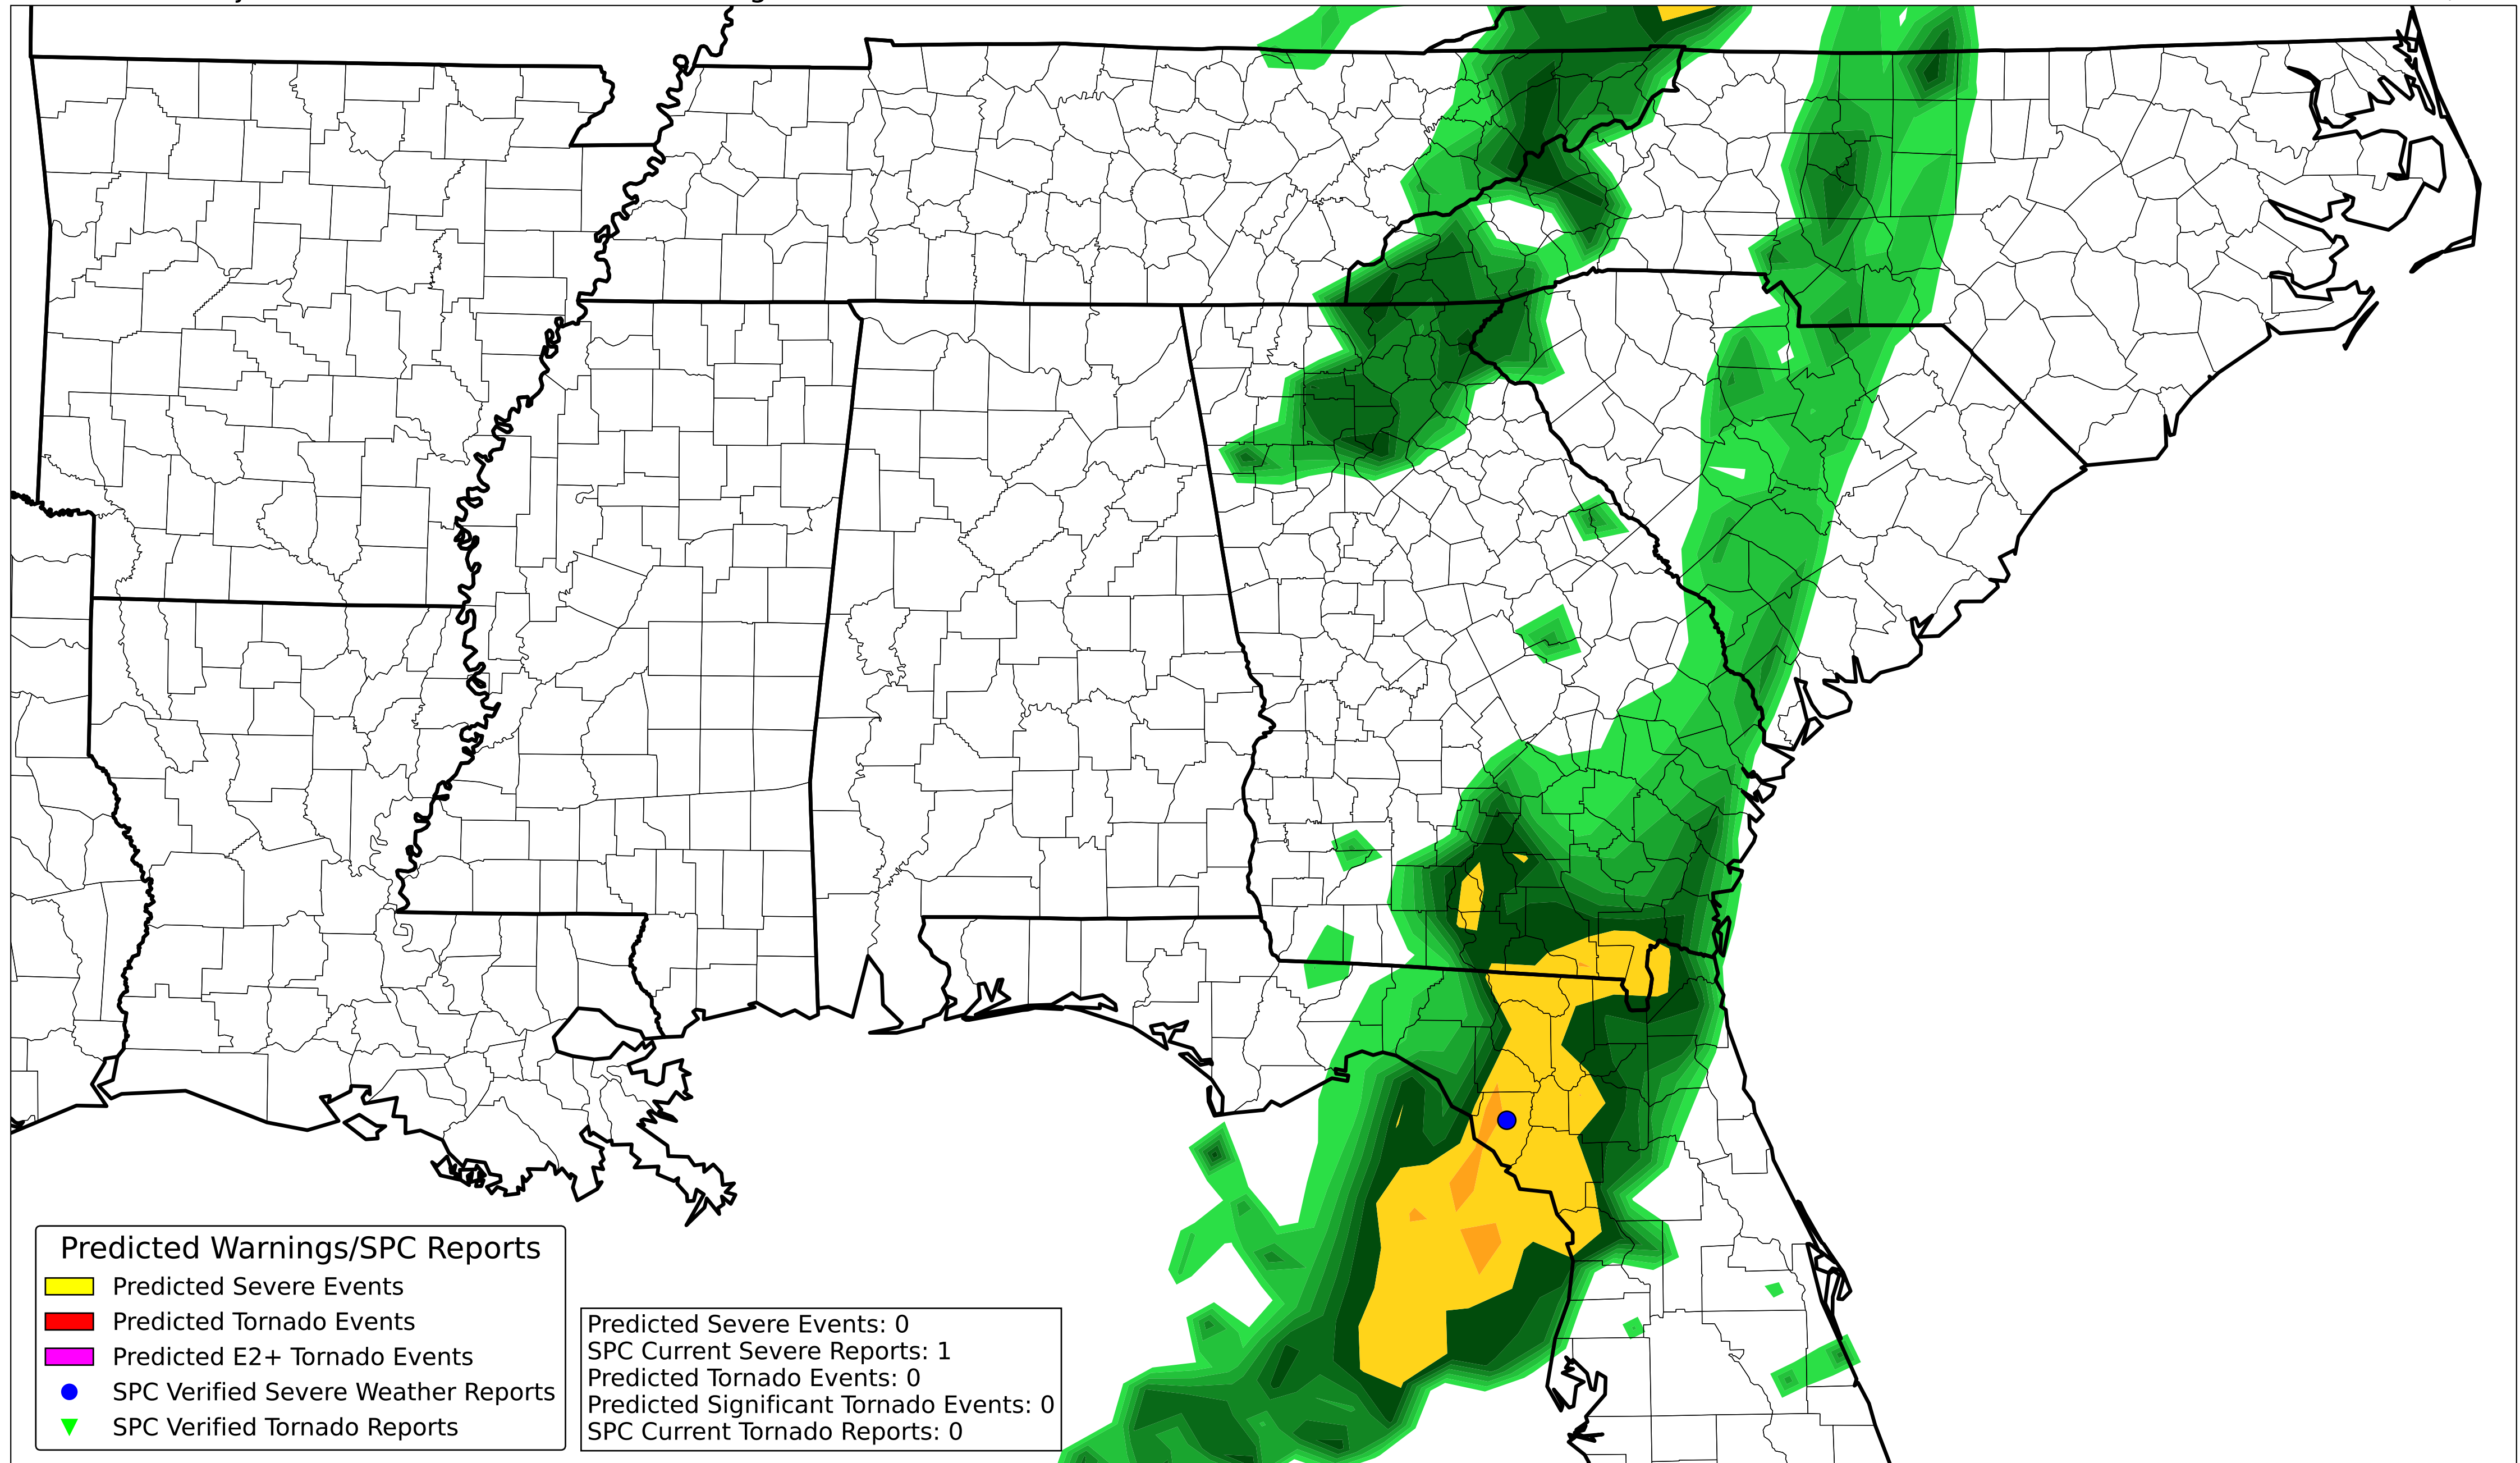 Predicted Warnings/SPC Reports
Predicted Severe Events
Predicted Tornado Events
Predicted E2+ Tornado Events
SPC Verified Severe Weather Reports
SPC Verified Tornado Reports
Predicted Severe Events: 0
SPC Current Severe Reports: 1
Predicted Tornado Events: 0
Predicted Significant Tornado Events: 0
SPC Current Tornado Reports: 0